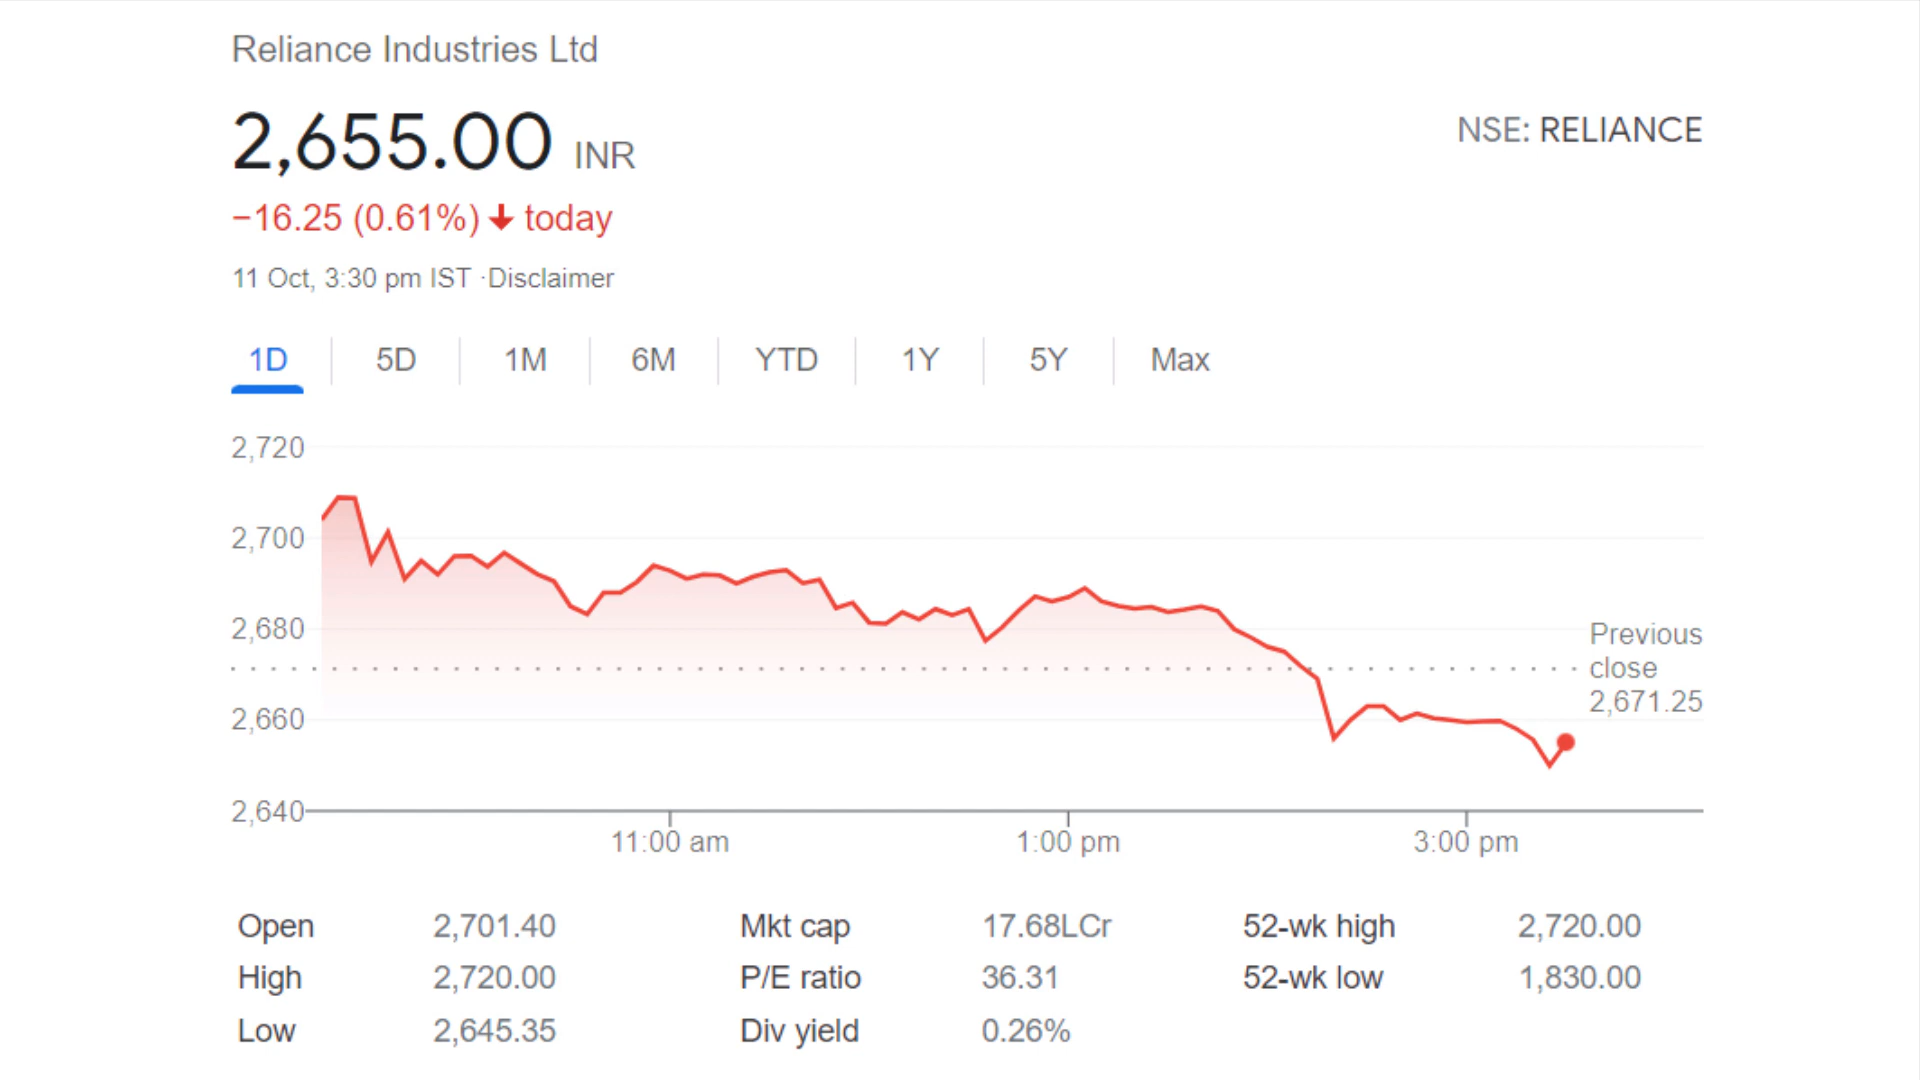 Reliance Industries Ltd
2,655.00 INR
NSE: RELIANCE
−16.25 (0.61%) ↓ today
11 Oct, 3:30 pm IST ·Disclaimer
1D 5D 1M 6M YTD 1Y 5Y Max
2,720
2,700
2,680
2,660
2,640
Previous
close
2,671.25
11:00 am 1:00 pm 3:00 pm
Open 2,701.40 Mkt cap 17.68LCr 52-wk high 2,720.00
High 2,720.00 P/E ratio 36.31 52-wk low 1,830.00
Low 2,645.35 Div yield 0.26%